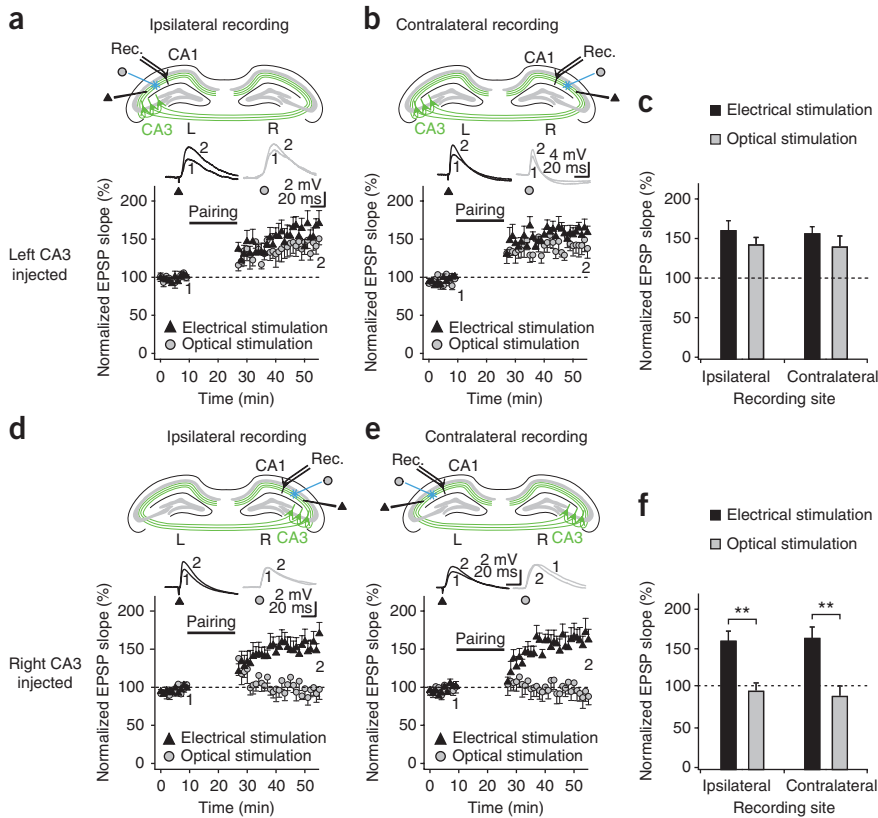 a
Ipsilateral recording
Rec.
CA1
CA3
L
R
2
1
2
1
2 mV
20 ms
Normalized EPSP slope (%)
200
150
100
50
0
Pairing
1
2
Electrical stimulation
Optical stimulation
0 10 20 30 40 50
Time (min)
Left CA3
injected
b
Contralateral recording
CA1
Rec.
CA3
L
R
2
1
2
1
4 mV
20 ms
Normalized EPSP slope (%)
200
150
100
50
0
Pairing
1
2
Electrical stimulation
Optical stimulation
0 10 20 30 40 50
Time (min)
c
Electrical stimulation
Optical stimulation
Normalized EPSP slope (%)
200
150
100
50
0
Ipsilateral Contralateral
Recording site
d
Ipsilateral recording
CA1
Rec.
L
R
CA3
2
1
2
1
2 mV
20 ms
Normalized EPSP slope (%)
200
150
100
50
0
Pairing
1
2
Electrical stimulation
Optical stimulation
0 10 20 30 40 50
Time (min)
Right CA3
injected
e
Contralateral recording
Rec.
CA1
L
R
CA3
2
1
2 mV
20 ms
1
2
Normalized EPSP slope (%)
200
150
100
50
0
Pairing
1
2
Electrical stimulation
Optical stimulation
0 10 20 30 40 50
Time (min)
f
Electrical stimulation
Optical stimulation
Normalized EPSP slope (%)
200
150
100
50
0
**
**
Ipsilateral Contralateral
Recording site